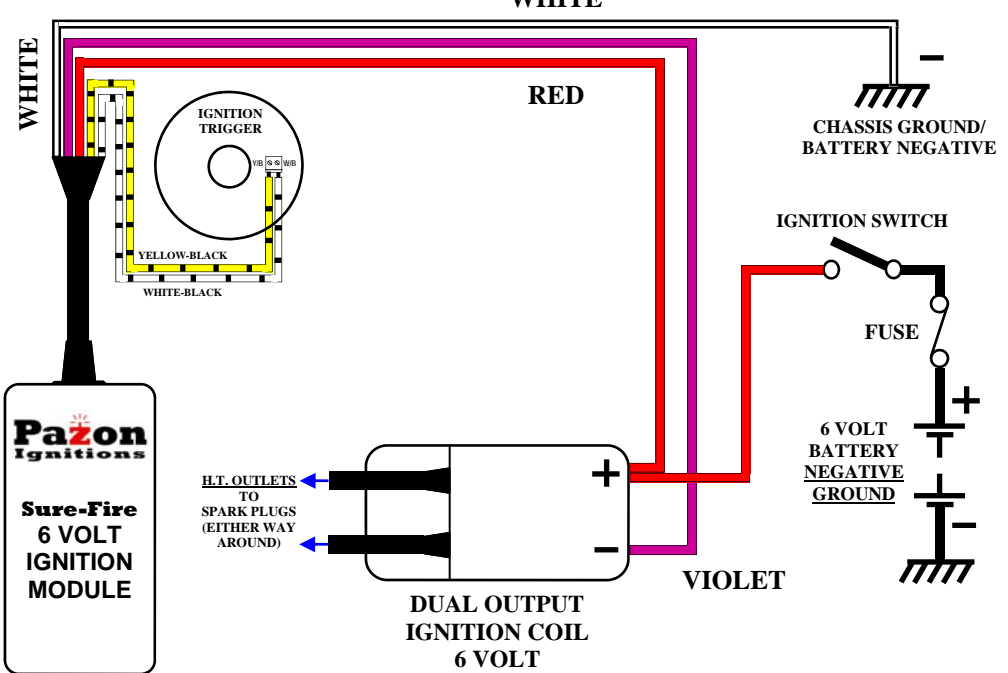 WHITE
WHITE
RED
IGNITION
TRIGGER
Y/B
W/B
YELLOW-BLACK
WHITE-BLACK
−
CHASSIS GROUND/
BATTERY NEGATIVE
IGNITION SWITCH
FUSE
+
6 VOLT
BATTERY
NEGATIVE
GROUND
−
Pazon
Ignitions
Sure-Fire
6 VOLT
IGNITION
MODULE
H.T. OUTLETS
TO
SPARK PLUGS
(EITHER WAY
AROUND)
+
−
VIOLET
DUAL OUTPUT
IGNITION COIL
6 VOLT